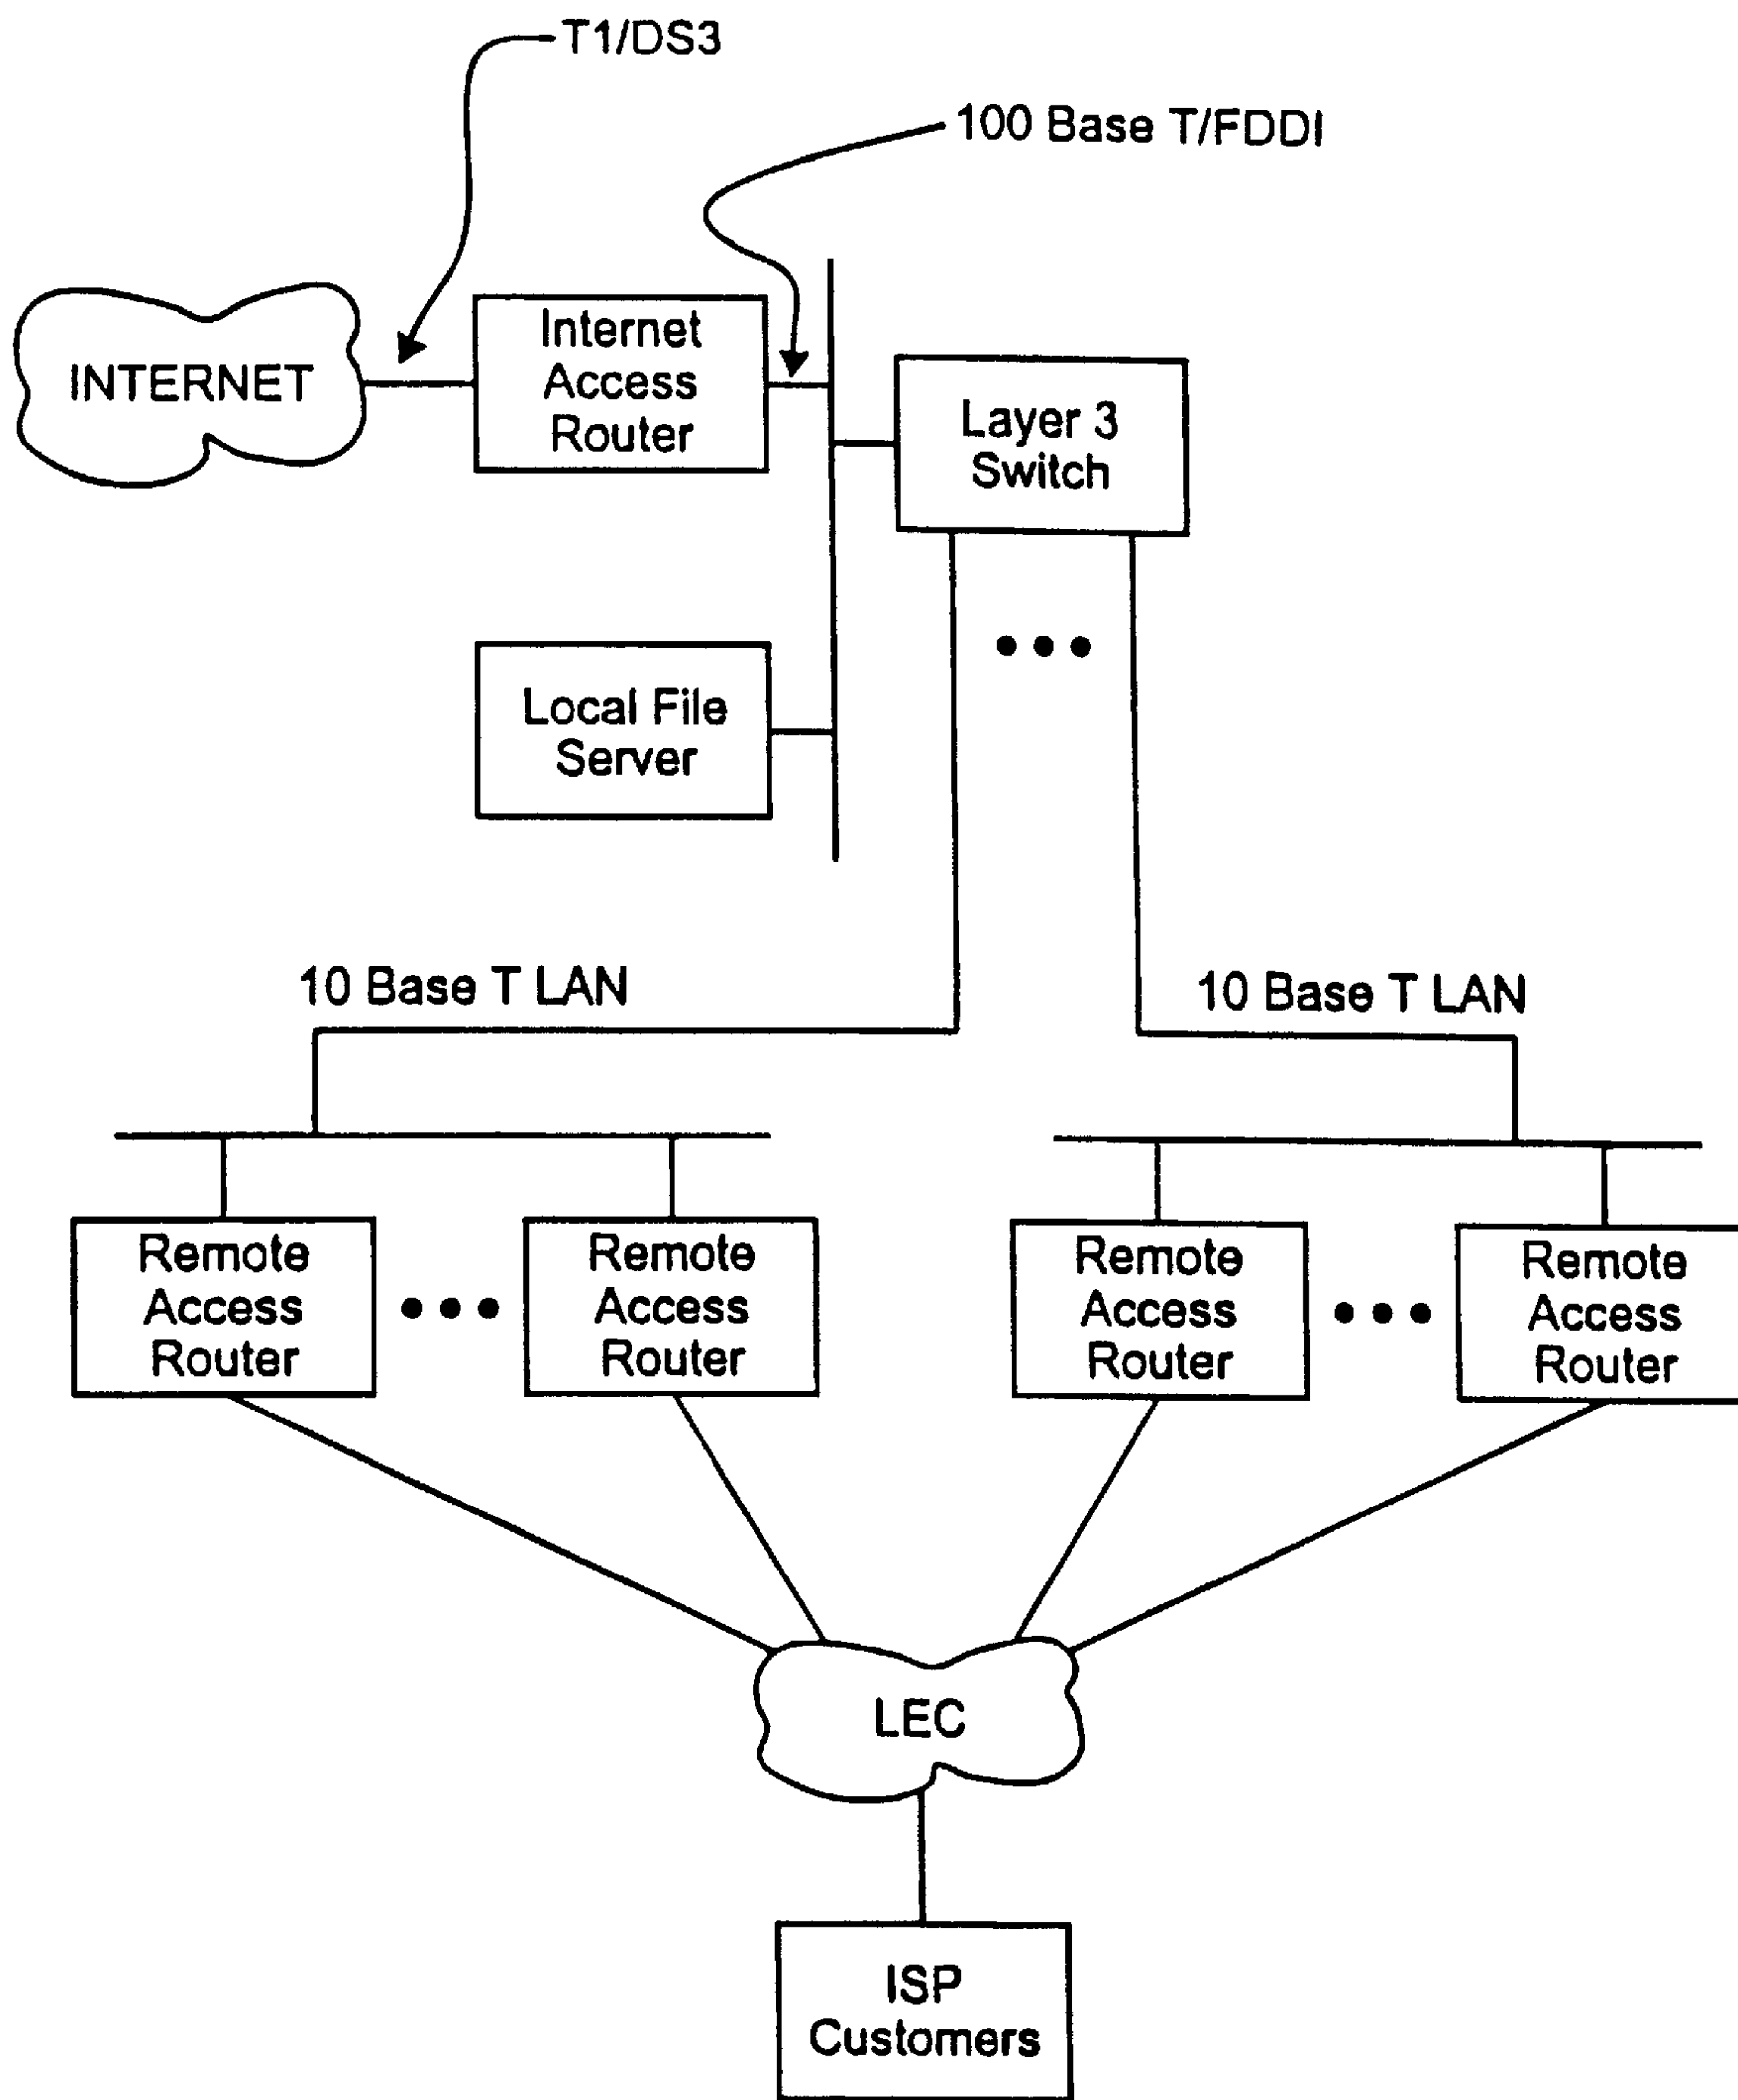 T1/DS3
100 Base T/FDDI
INTERNET
Internet
Access
Router
Layer 3
Switch
Local File
Server
10 Base T LAN
10 Base T LAN
Remote
Access
Router
Remote
Access
Router
Remote
Access
Router
Remote
Access
Router
LEC
ISP
Customers